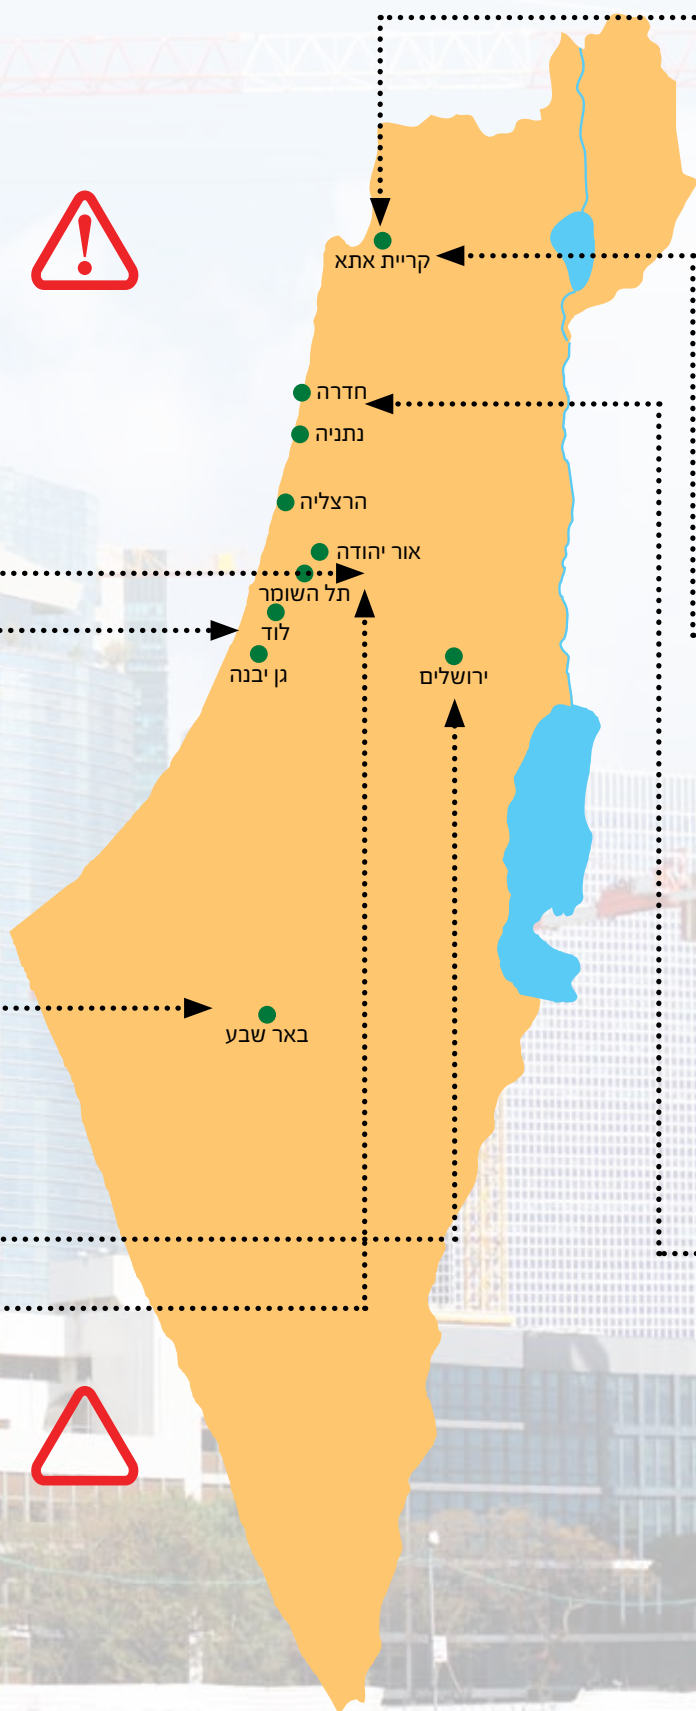 קריית אתא
חדרה
נתניה
הרצליה
אור יהודה
תל השומר
לוד
גן יבנה
ירושלים
באר שבע